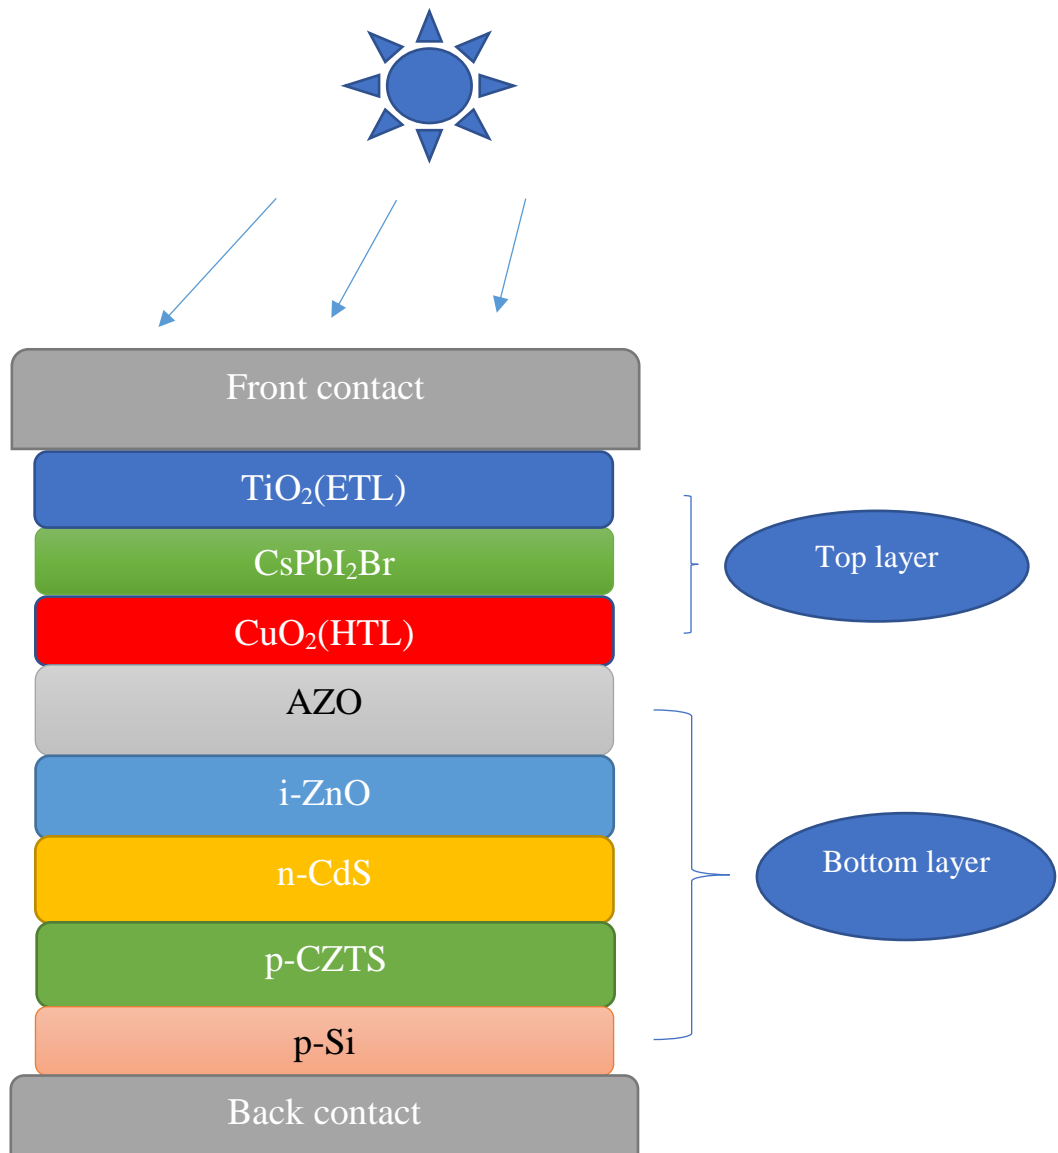 Front contact
TiO₂(ETL)
CsPbI₂Br
Top layer
CuO₂(HTL)
AZO
i-ZnO
n-CdS
Bottom layer
p-CZTS
p-Si
Back contact